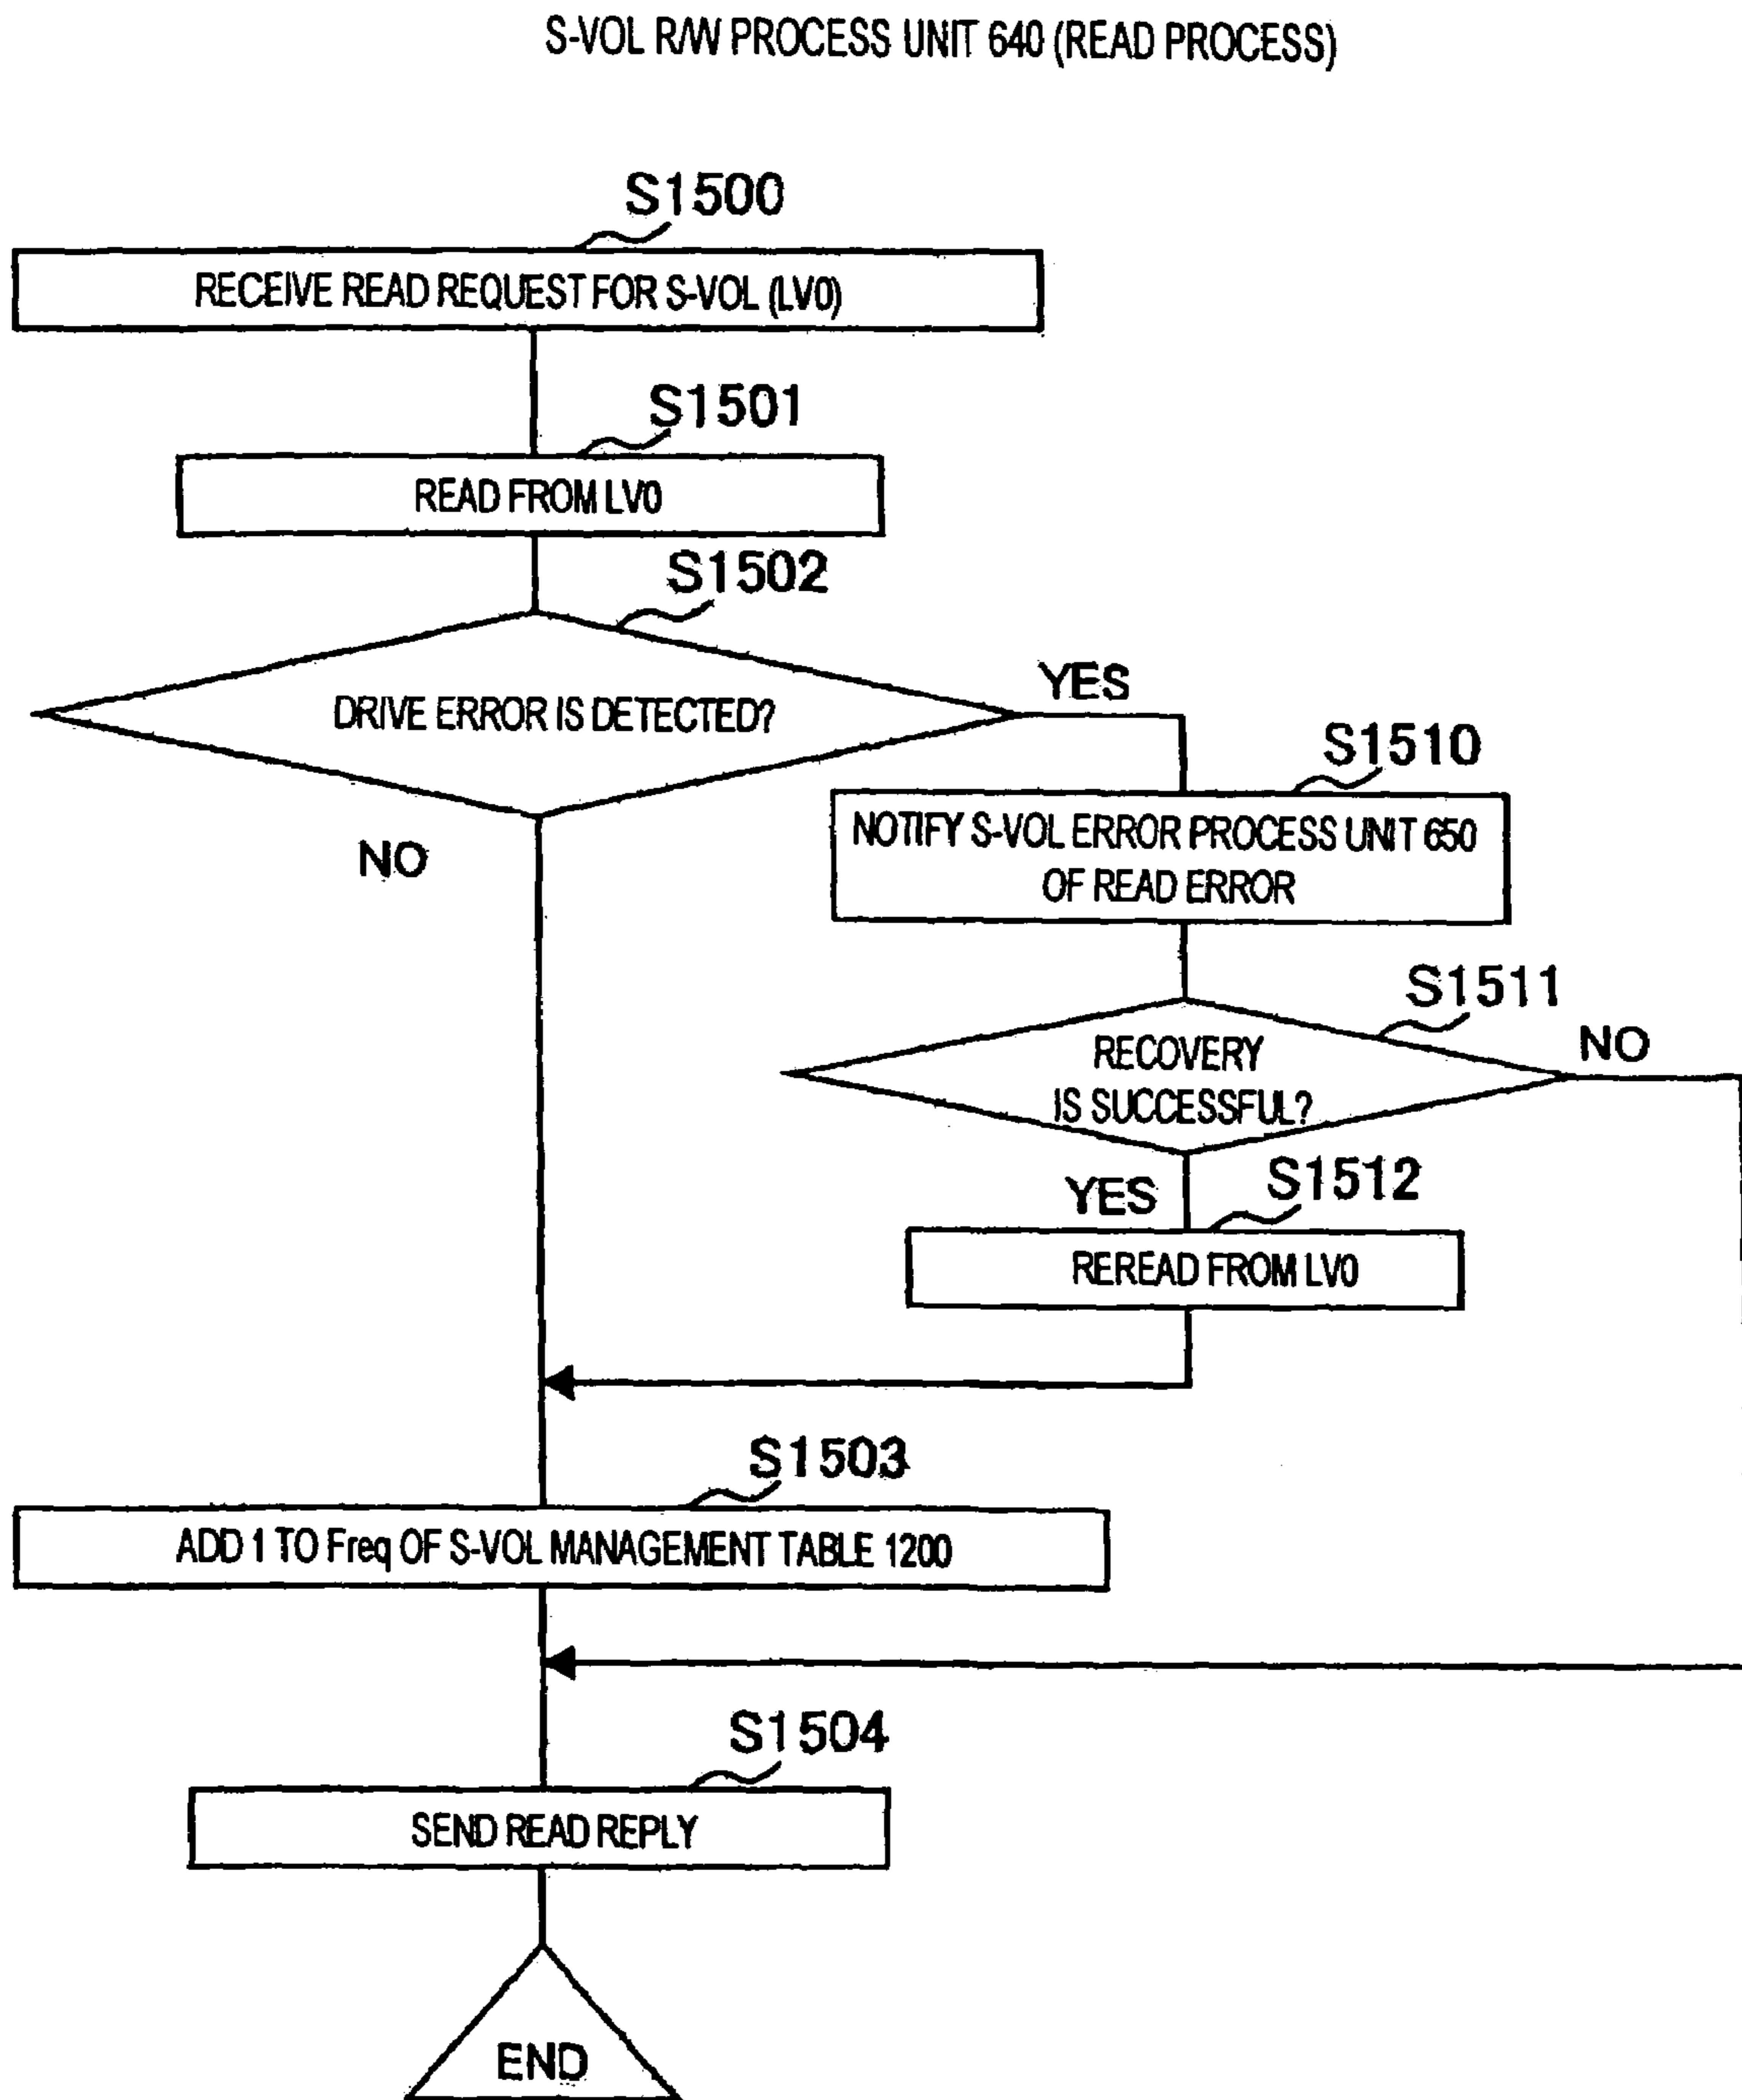 S-VOL R/W PROCESS UNIT 640 (READ PROCESS)
S1500
RECEIVE READ REQUEST FOR S-VOL (LV0)
S1501
READ FROM LV0
S1502
DRIVE ERROR IS DETECTED?
YES
NO
S1510
NOTIFY S-VOL ERROR PROCESS UNIT 650
OF READ ERROR
S1511
RECOVERY
IS SUCCESSFUL?
NO
YES
S1512
REREAD FROM LV0
S1503
ADD 1 TO Freq OF S-VOL MANAGEMENT TABLE 1200
S1504
SEND READ REPLY
END